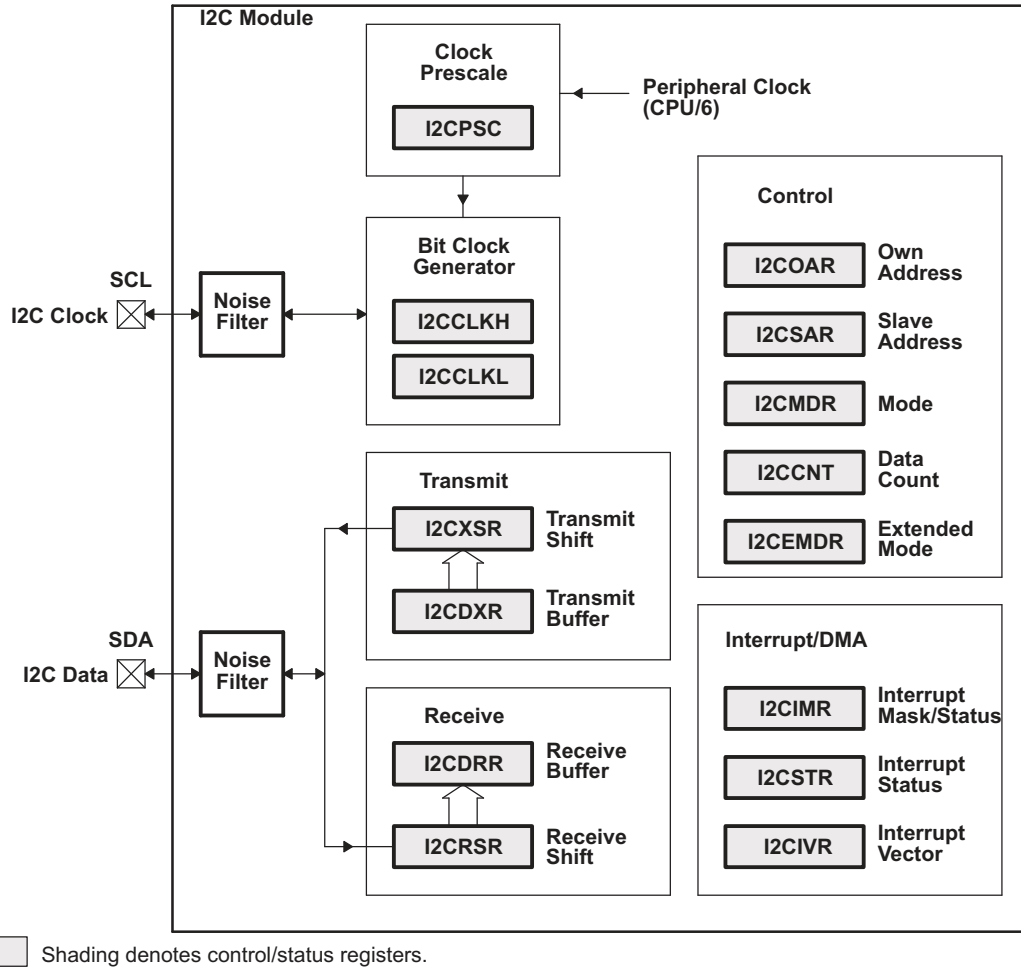 I2C Module
Clock
Prescale
I2CPSC
Peripheral Clock
(CPU/6)
Bit Clock
Generator
I2CCLKH
I2CCLKL
SCL
I2C Clock
Noise
Filter
Control
I2COAR
Own
Address
I2CSAR
Slave
Address
I2CMDR
Mode
I2CCNT
Data
Count
I2CEMDR
Extended
Mode
Transmit
I2CXSR
Transmit
Shift
I2CDXR
Transmit
Buffer
SDA
I2C Data
Noise
Filter
Receive
I2CDRR
Receive
Buffer
I2CRSR
Receive
Shift
Interrupt/DMA
I2CIMR
Interrupt
Mask/Status
I2CSTR
Interrupt
Status
I2CIVR
Interrupt
Vector
Shading denotes control/status registers.